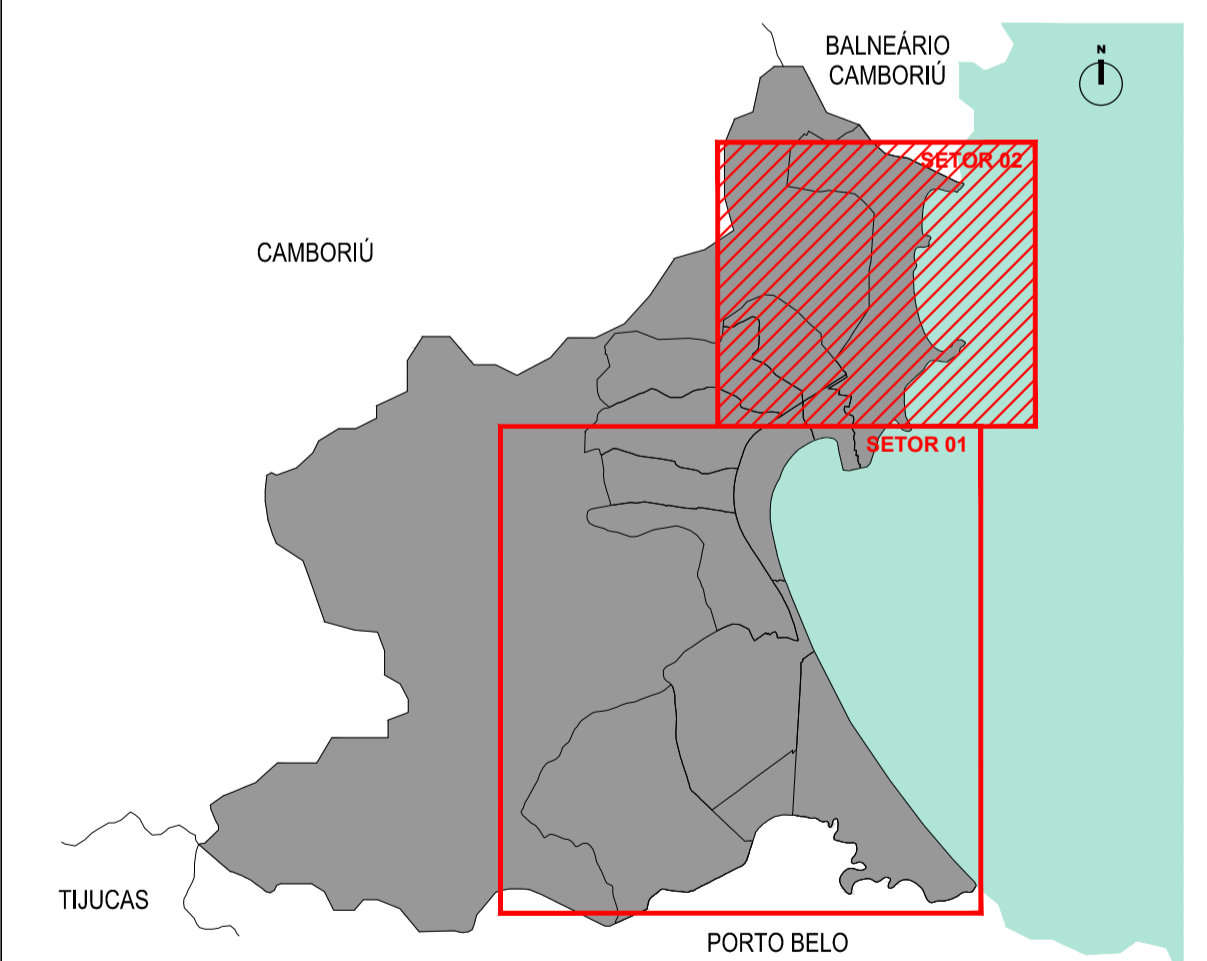 BALNEÁRIO
CAMBORIÚ
N
SETOR 02
CAMBORIÚ
SETOR 01
TIJUCAS
PORTO BELO